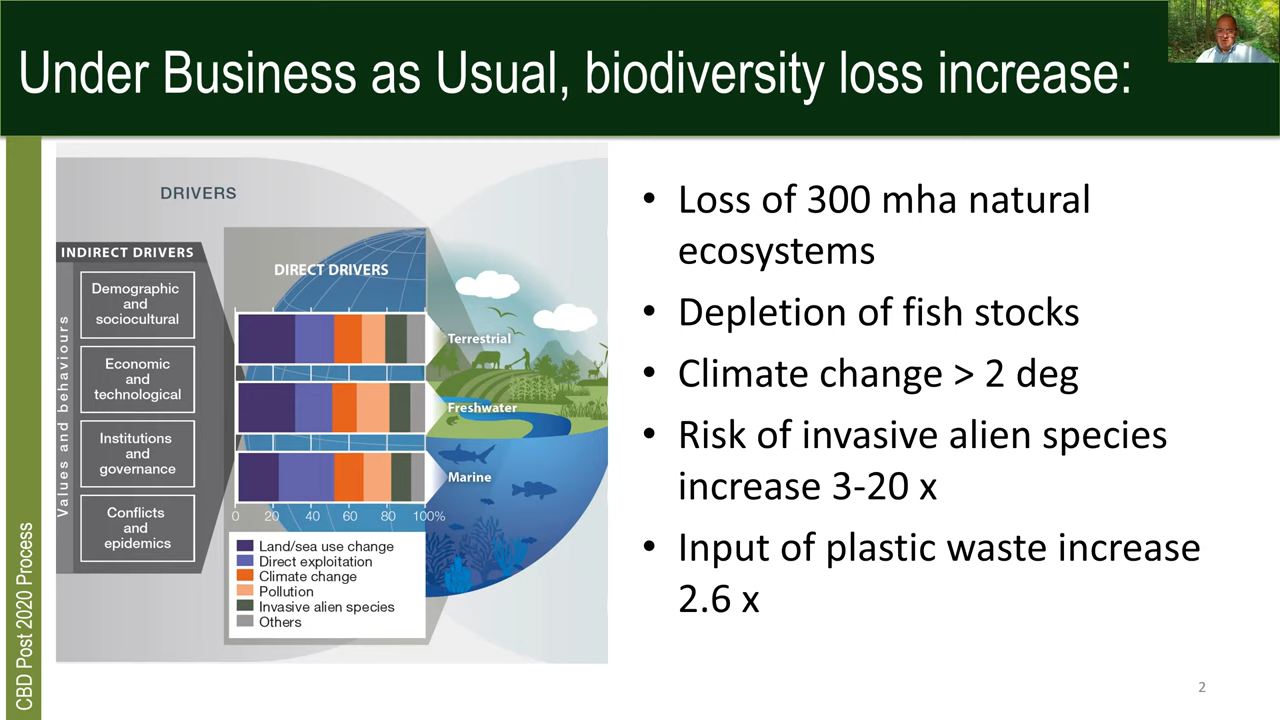 Under Business as Usual, biodiversity loss increase:
DRIVERS
INDIRECT DRIVERS
Values and behaviours
Demographic
and
sociocultural
Economic
and
technological
Institutions
and
governance
Conflicts
and
epidemics
DIRECT DRIVERS
Terrestrial
Freshwater
Marine
0 20 40 60 80 100%
Land/sea use change
Direct exploitation
Climate change
Pollution
Invasive alien species
Others
• Loss of 300 mha natural
ecosystems
• Depletion of fish stocks
• Climate change > 2 deg
• Risk of invasive alien species
increase 3-20 x
• Input of plastic waste increase
2.6 x
CBD Post 2020 Process
2